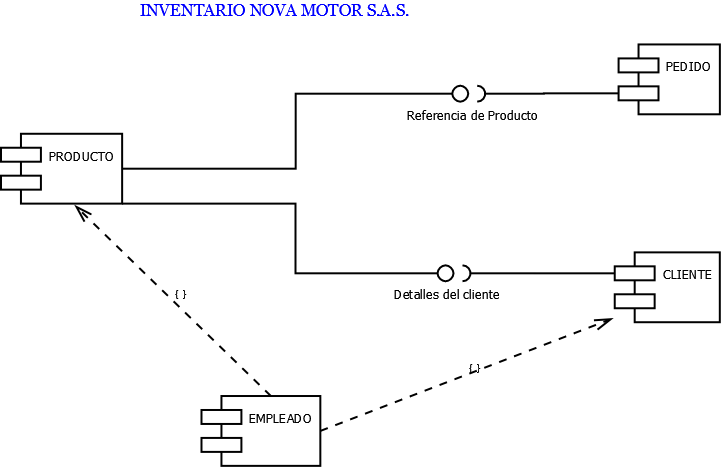 INVENTARIO NOVA MOTOR S.A.S.
PEDIDO
Referencia de Producto
PRODUCTO
CLIENTE
Detalles del cliente
{ }
{ }
EMPLEADO